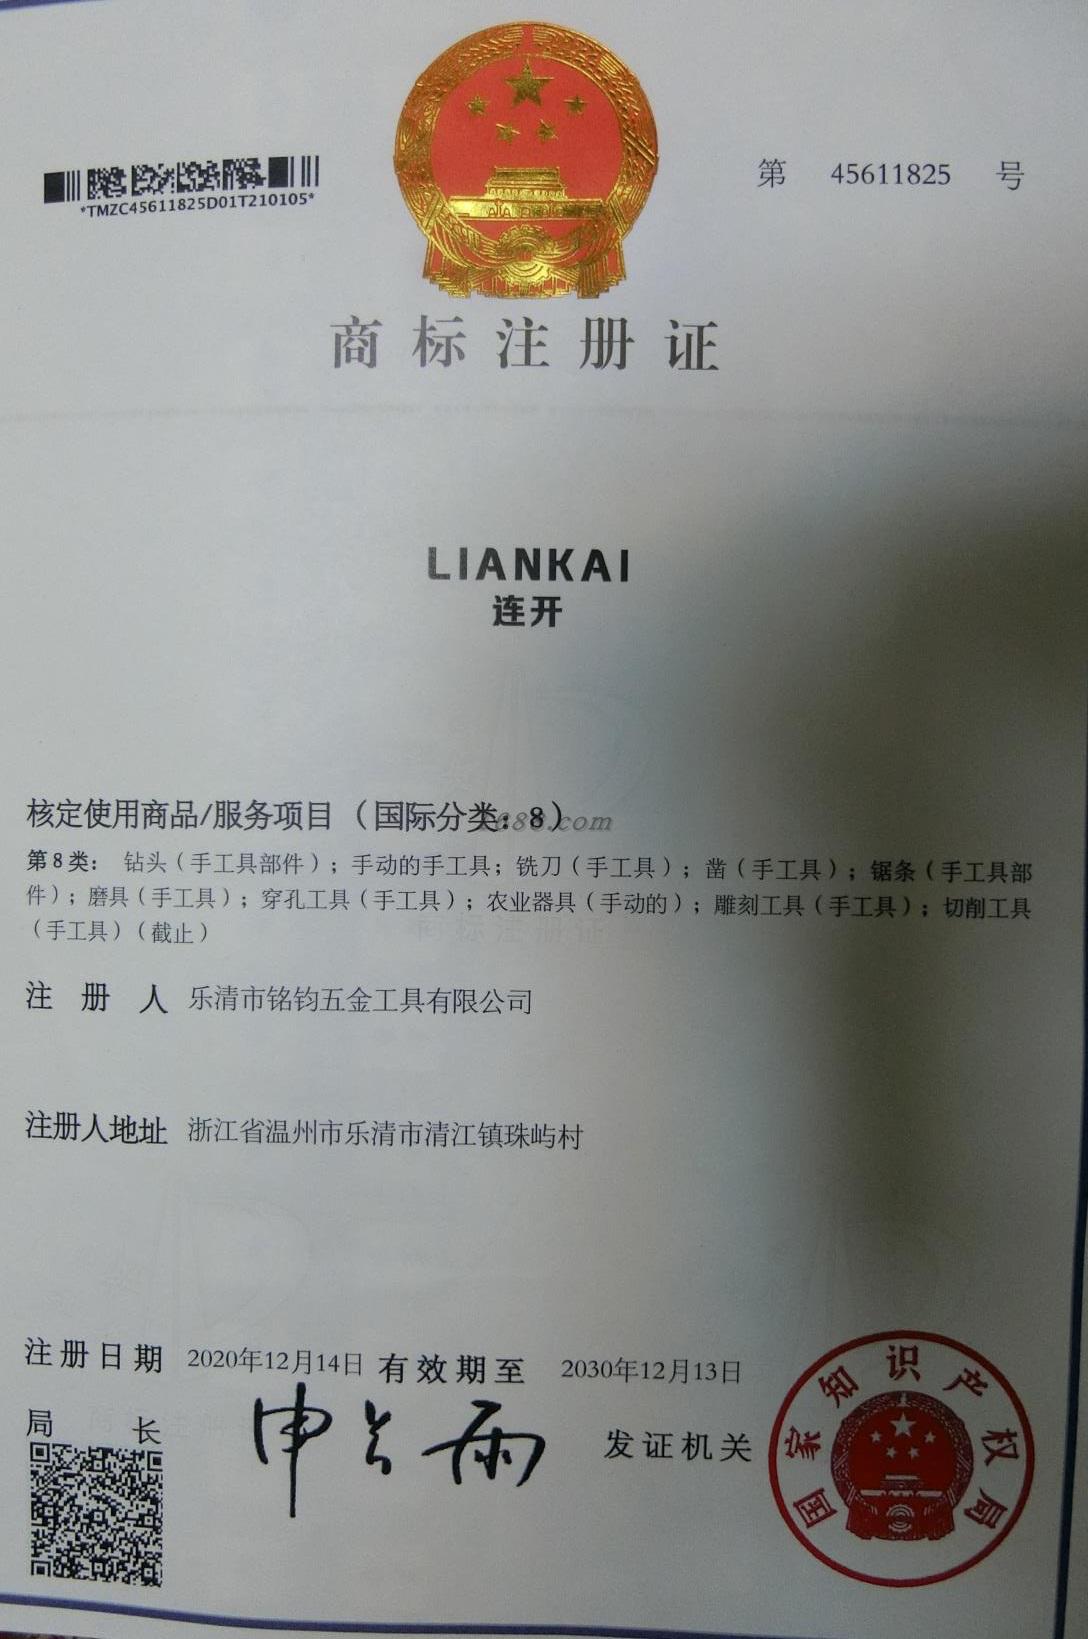 *TMZC45611825D01T210105*
第 45611825 号
商标注册证
LIANKAI
连开
核定使用商品/服务项目（国际分类：8）
1688.com
第8类：钻头（手工具部件）；手动的手工具；铣刀（手工具）；凿（手工具）；锯条（手工具部
件）；磨具（手工具）；穿孔工具（手工具）；农业器具（手动的）；雕刻工具（手工具）；切削工具
（手工具）（截止）
商标注册证
注册人 乐清市铭钧五金工具有限公司
注册人地址 浙江省温州市乐清市清江镇珠屿村
注册日期 2020年12月14日 有效期至 2030年12月13日
局长 申长雨 发证机关
国家知识产权局